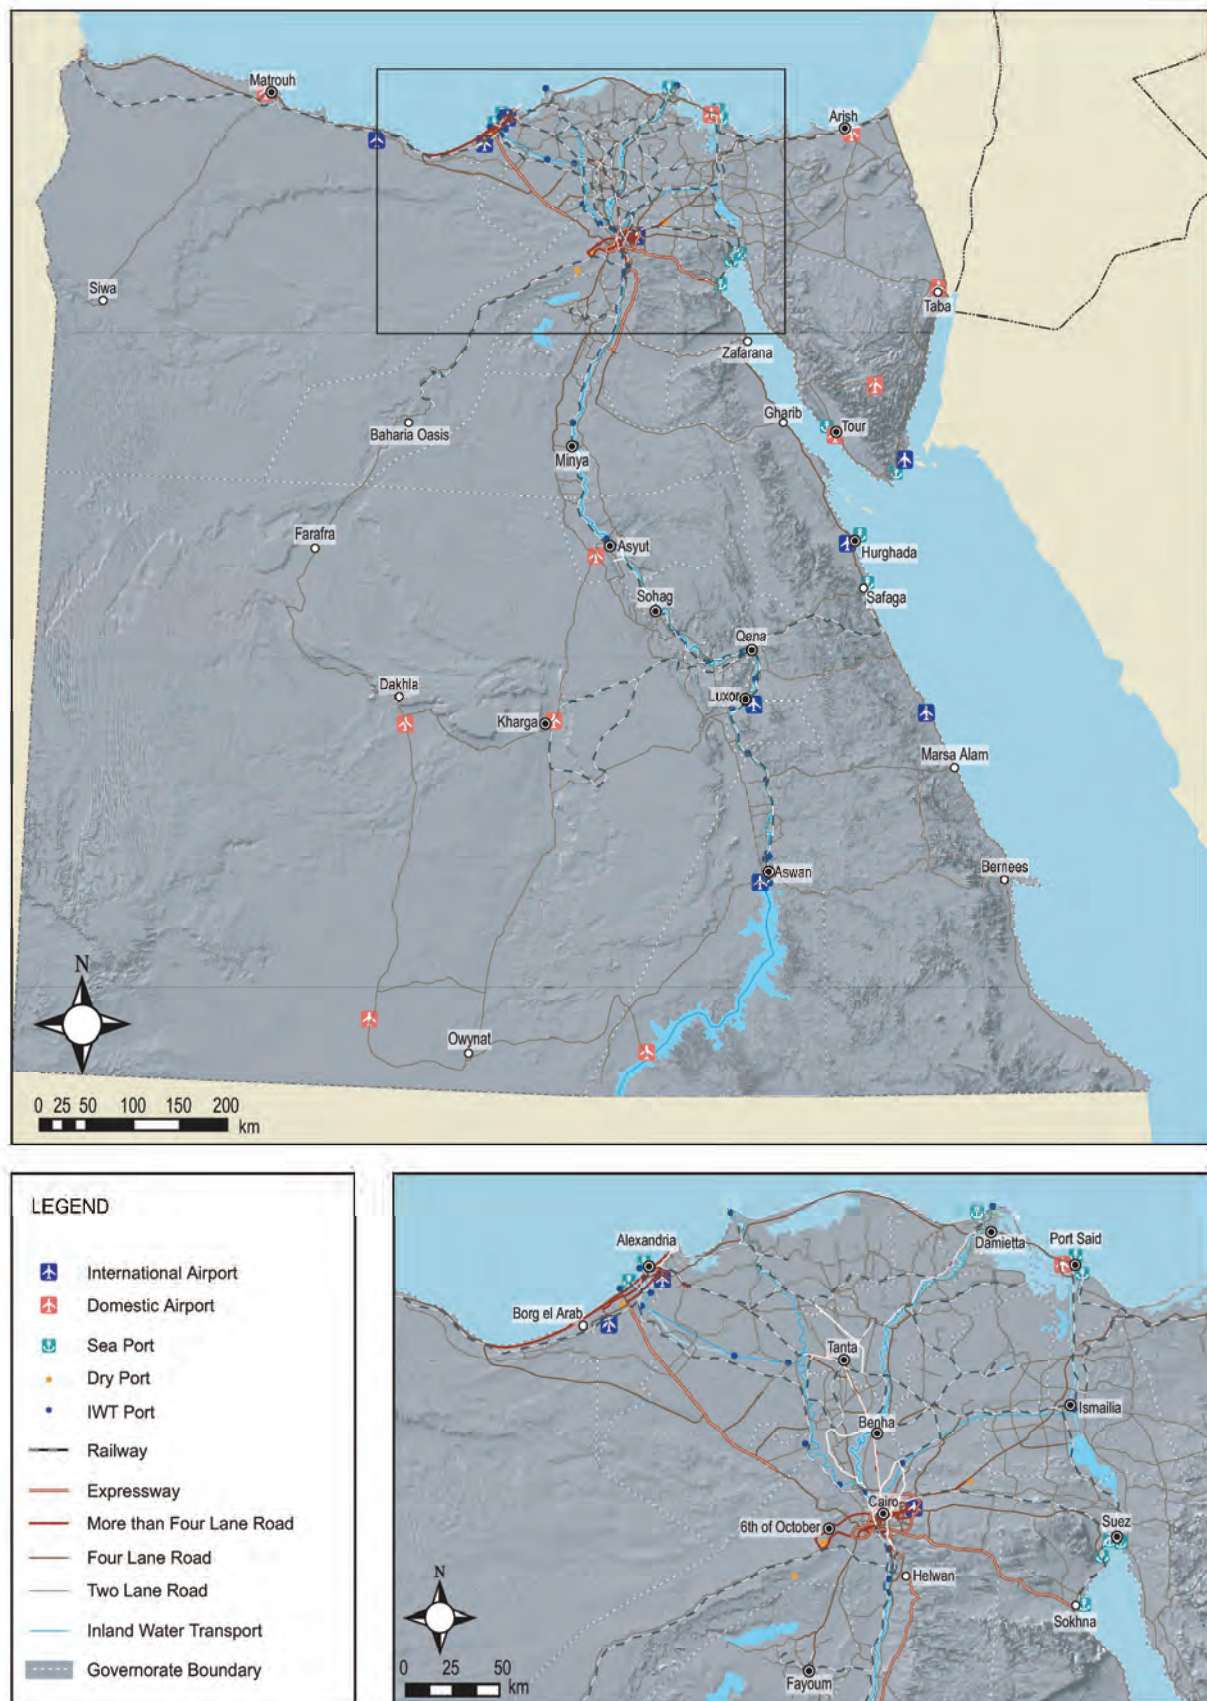 Matrouh
Arish
Siwa
Taba
Zafarana
Gharib
Tour
Baharia Oasis
Minya
Farafra
Asyut
Hurghada
Safaga
Sohag
Qena
Dakhla
Luxor
Kharga
Marsa Alam
Aswan
Bernees
N
Owynat
0 25 50 100 150 200
km
LEGEND
International Airport
Domestic Airport
Sea Port
Dry Port
IWT Port
Railway
Expressway
More than Four Lane Road
Four Lane Road
Two Lane Road
Inland Water Transport
Governorate Boundary
Alexandria
Damietta
Port Said
Borg el Arab
Tanta
Ismailia
Benha
Cairo
6th of October
Suez
Helwan
N
Sokhna
0 25 50
km
Fayoum